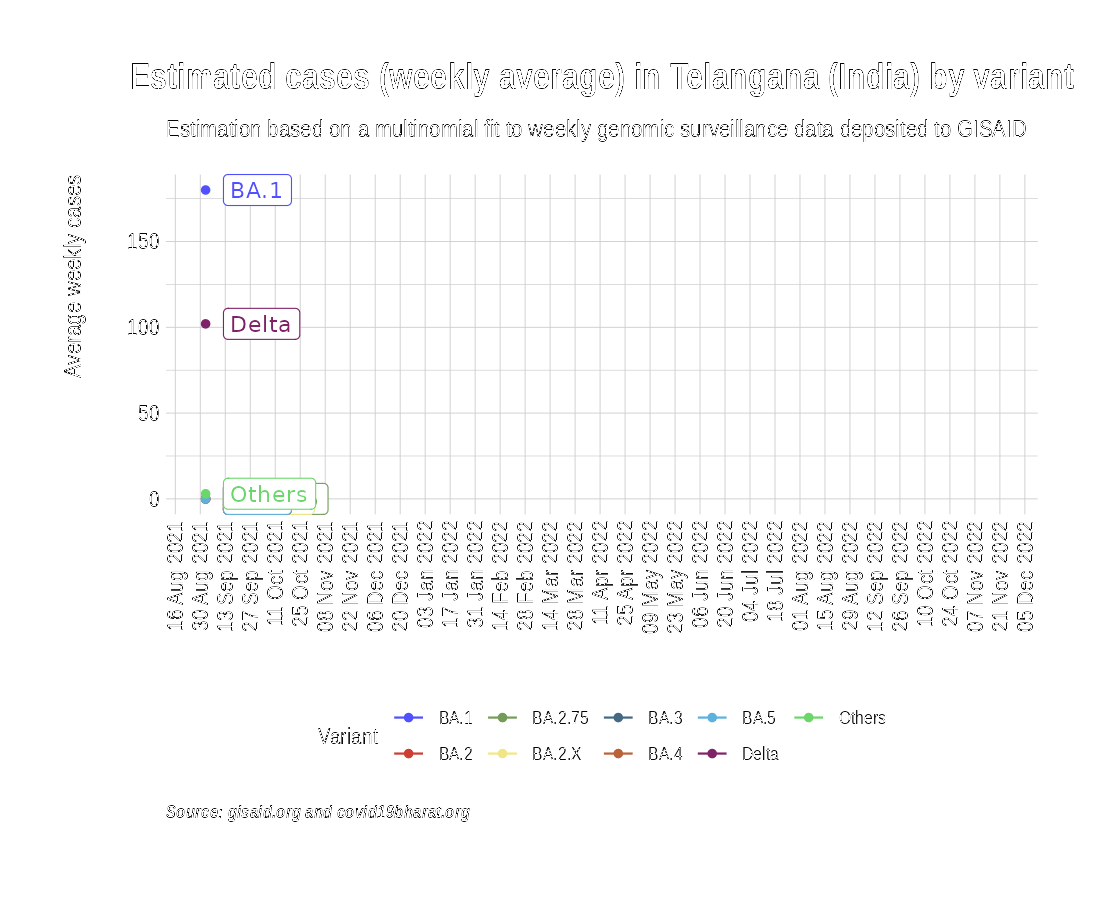 Estimated cases (weekly average) in Telangana (India) by variant
Estimation based on a multinomial fit to weekly genomic surveillance data deposited to GISAID
Average weekly cases
BA.1
150
Delta
100
50
Others
0
16 Aug 2021
30 Aug 2021
13 Sep 2021
27 Sep 2021
11 Oct 2021
25 Oct 2021
08 Nov 2021
22 Nov 2021
06 Dec 2021
20 Dec 2021
03 Jan 2022
17 Jan 2022
31 Jan 2022
14 Feb 2022
28 Feb 2022
14 Mar 2022
28 Mar 2022
11 Apr 2022
25 Apr 2022
09 May 2022
23 May 2022
06 Jun 2022
20 Jun 2022
04 Jul 2022
18 Jul 2022
01 Aug 2022
15 Aug 2022
29 Aug 2022
12 Sep 2022
26 Sep 2022
10 Oct 2022
24 Oct 2022
07 Nov 2022
21 Nov 2022
05 Dec 2022
Variant
BA.1 BA.2.75 BA.3 BA.5 Others
BA.2 BA.2.X BA.4 Delta
Source: gisaid.org and covid19bharat.org